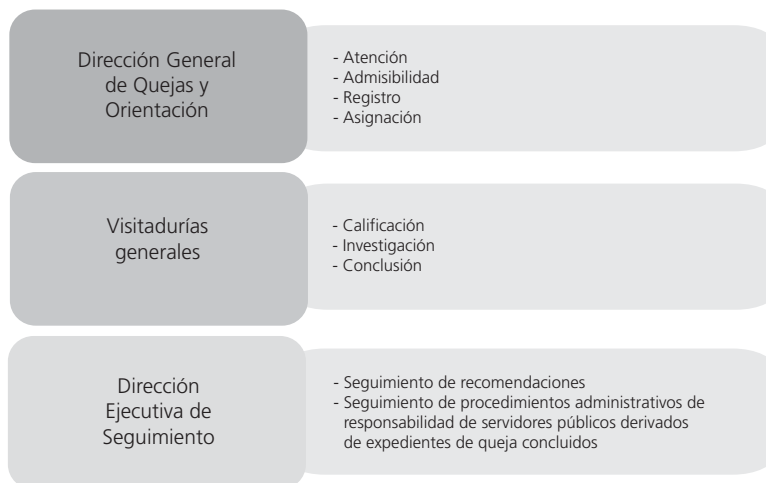 Dirección General
de Quejas y
Orientación
- Atención
- Admisibilidad
- Registro
- Asignación
Visitadurías
generales
- Calificación
- Investigación
- Conclusión
Dirección
Ejecutiva de
Seguimiento
- Seguimiento de recomendaciones
- Seguimiento de procedimientos administrativos de
responsabilidad de servidores públicos derivados
de expedientes de queja concluidos